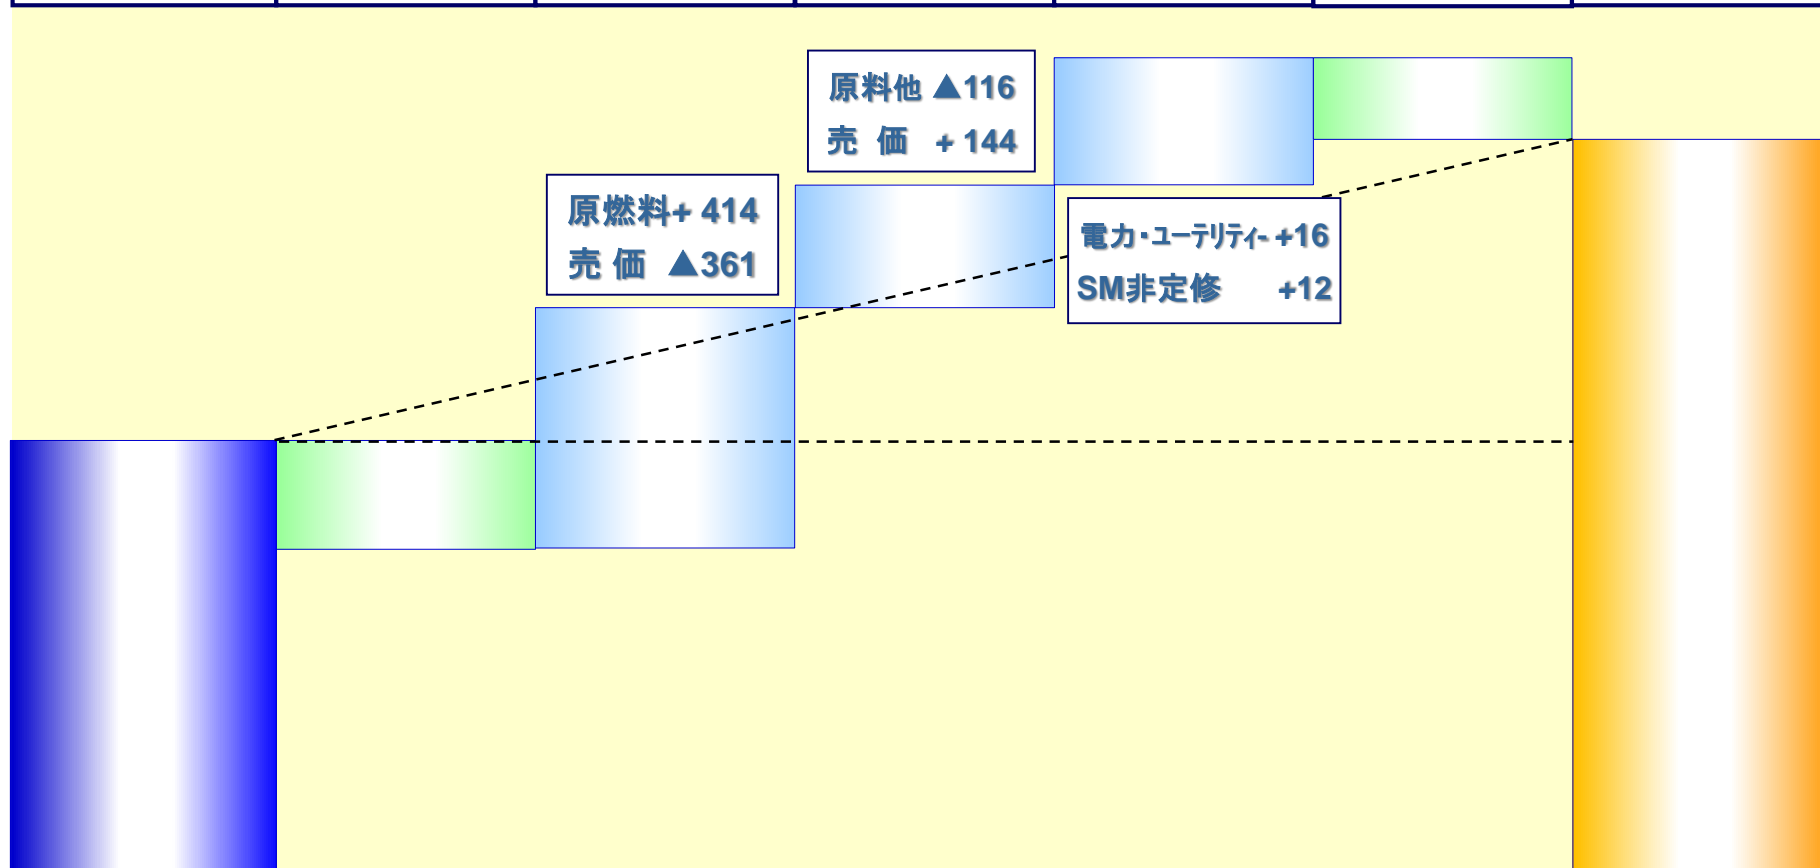 原料他 ▲116
売 価 + 144
原燃料+ 414
売 価 ▲361
電力・ユーテリティー +16
SM非定修 +12